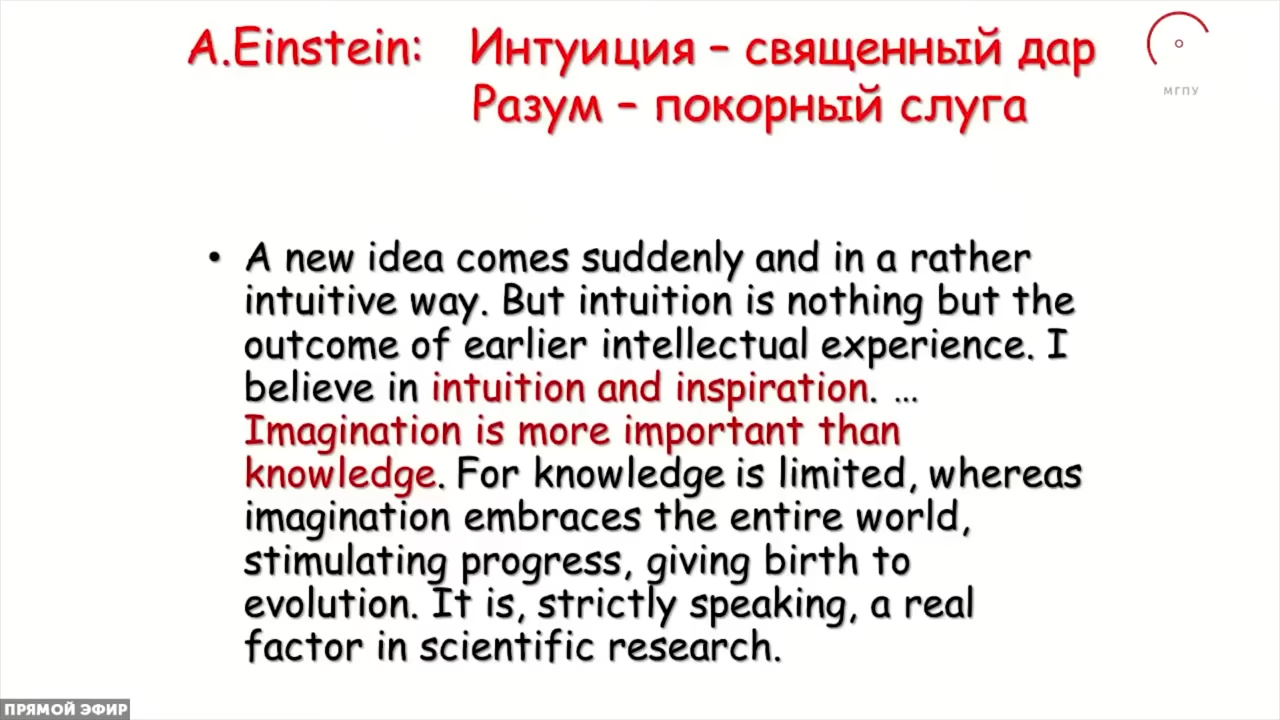 A.Einstein: Интуиция – священный дар
Разум – покорный слуга
МГПУ
• A new idea comes suddenly and in a rather
intuitive way. But intuition is nothing but the
outcome of earlier intellectual experience. I
believe in intuition and inspiration. …
Imagination is more important than
knowledge. For knowledge is limited, whereas
imagination embraces the entire world,
stimulating progress, giving birth to
evolution. It is, strictly speaking, a real
factor in scientific research.
ПРЯМОЙ ЭФИР